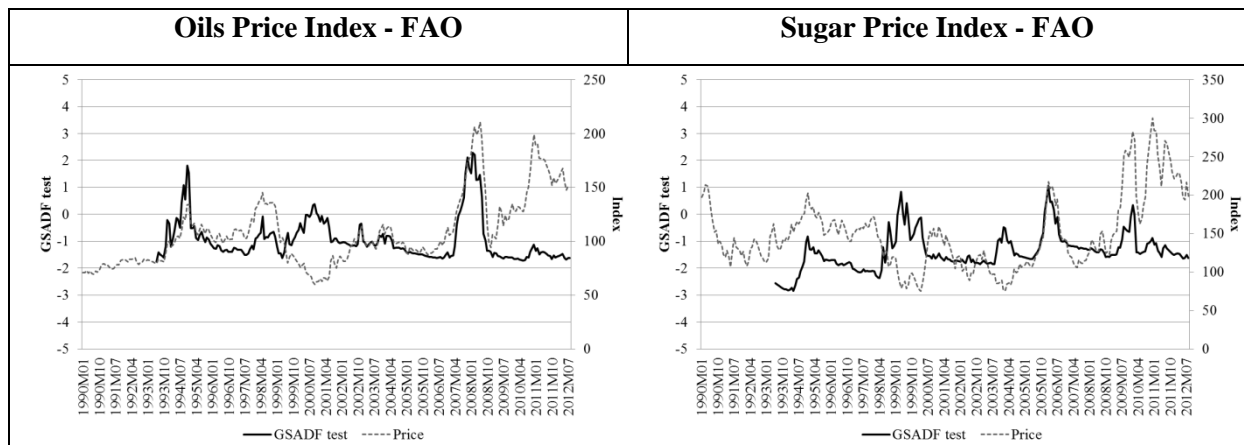 Oils Price Index - FAO
Sugar Price Index - FAO
5
4
3
2
1
0
-1
-2
-3
-4
-5
GSADF test
250
200
150
100
50
0
Index
1990M01
1990M10
1991M07
1992M04
1993M01
1993M10
1994M07
1995M04
1996M01
1996M10
1997M07
1998M04
1999M01
1999M10
2000M07
2001M04
2002M01
2002M10
2003M07
2004M04
2005M01
2005M10
2006M07
2007M04
2008M01
2008M10
2009M07
2010M04
2011M01
2011M10
2012M07
GSADF test
Price
5
4
3
2
1
0
-1
-2
-3
-4
-5
GSADF test
350
300
250
200
150
100
50
0
Index
1990M01
1990M10
1991M07
1992M04
1993M01
1993M10
1994M07
1995M04
1996M01
1996M10
1997M07
1998M04
1999M01
1999M10
2000M07
2001M04
2002M01
2002M10
2003M07
2004M04
2005M01
2005M10
2006M07
2007M04
2008M01
2008M10
2009M07
2010M04
2011M01
2011M10
2012M07
GSADF test
Price